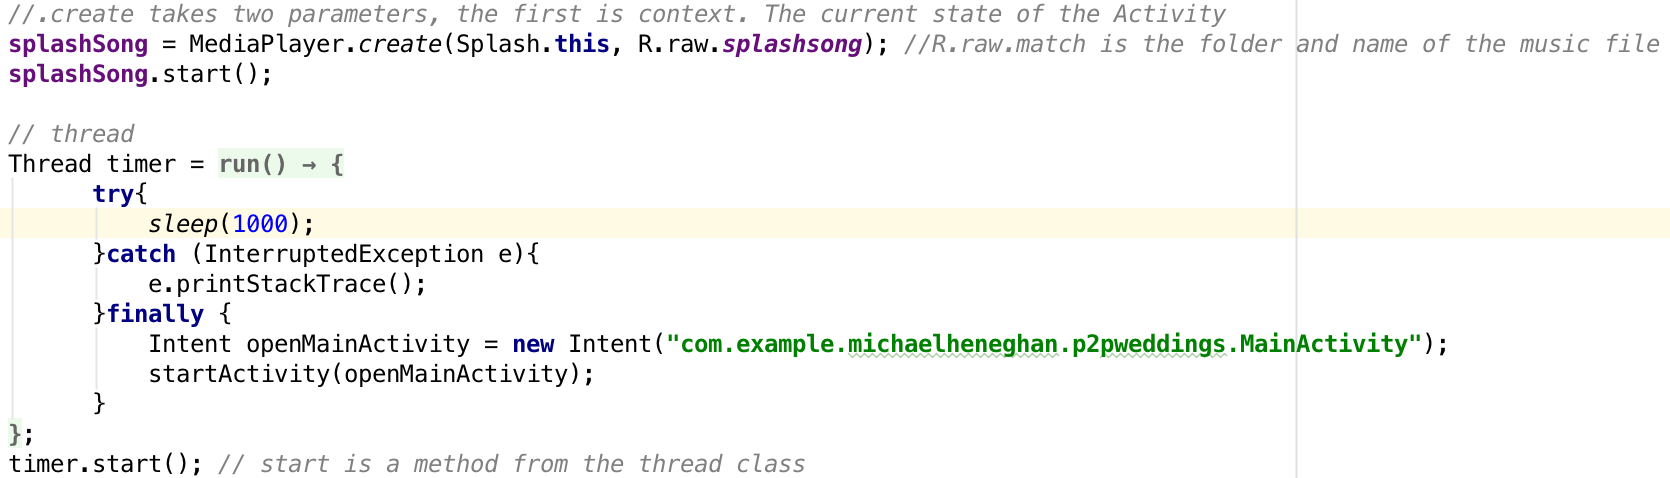 //.create takes two parameters, the first is context. The current state of the Activity
splashSong = MediaPlayer.create(Splash.this, R.raw.splashsong); //R.raw.match is the folder and name of the music file
splashSong.start();
// thread
Thread timer = run() → {
try{
sleep(1000);
}catch (InterruptedException e){
e.printStackTrace();
}finally {
Intent openMainActivity = new Intent("com.example.michaelheneghan.p2pweddings.MainActivity");
startActivity(openMainActivity);
}
};
timer.start(); // start is a method from the thread class